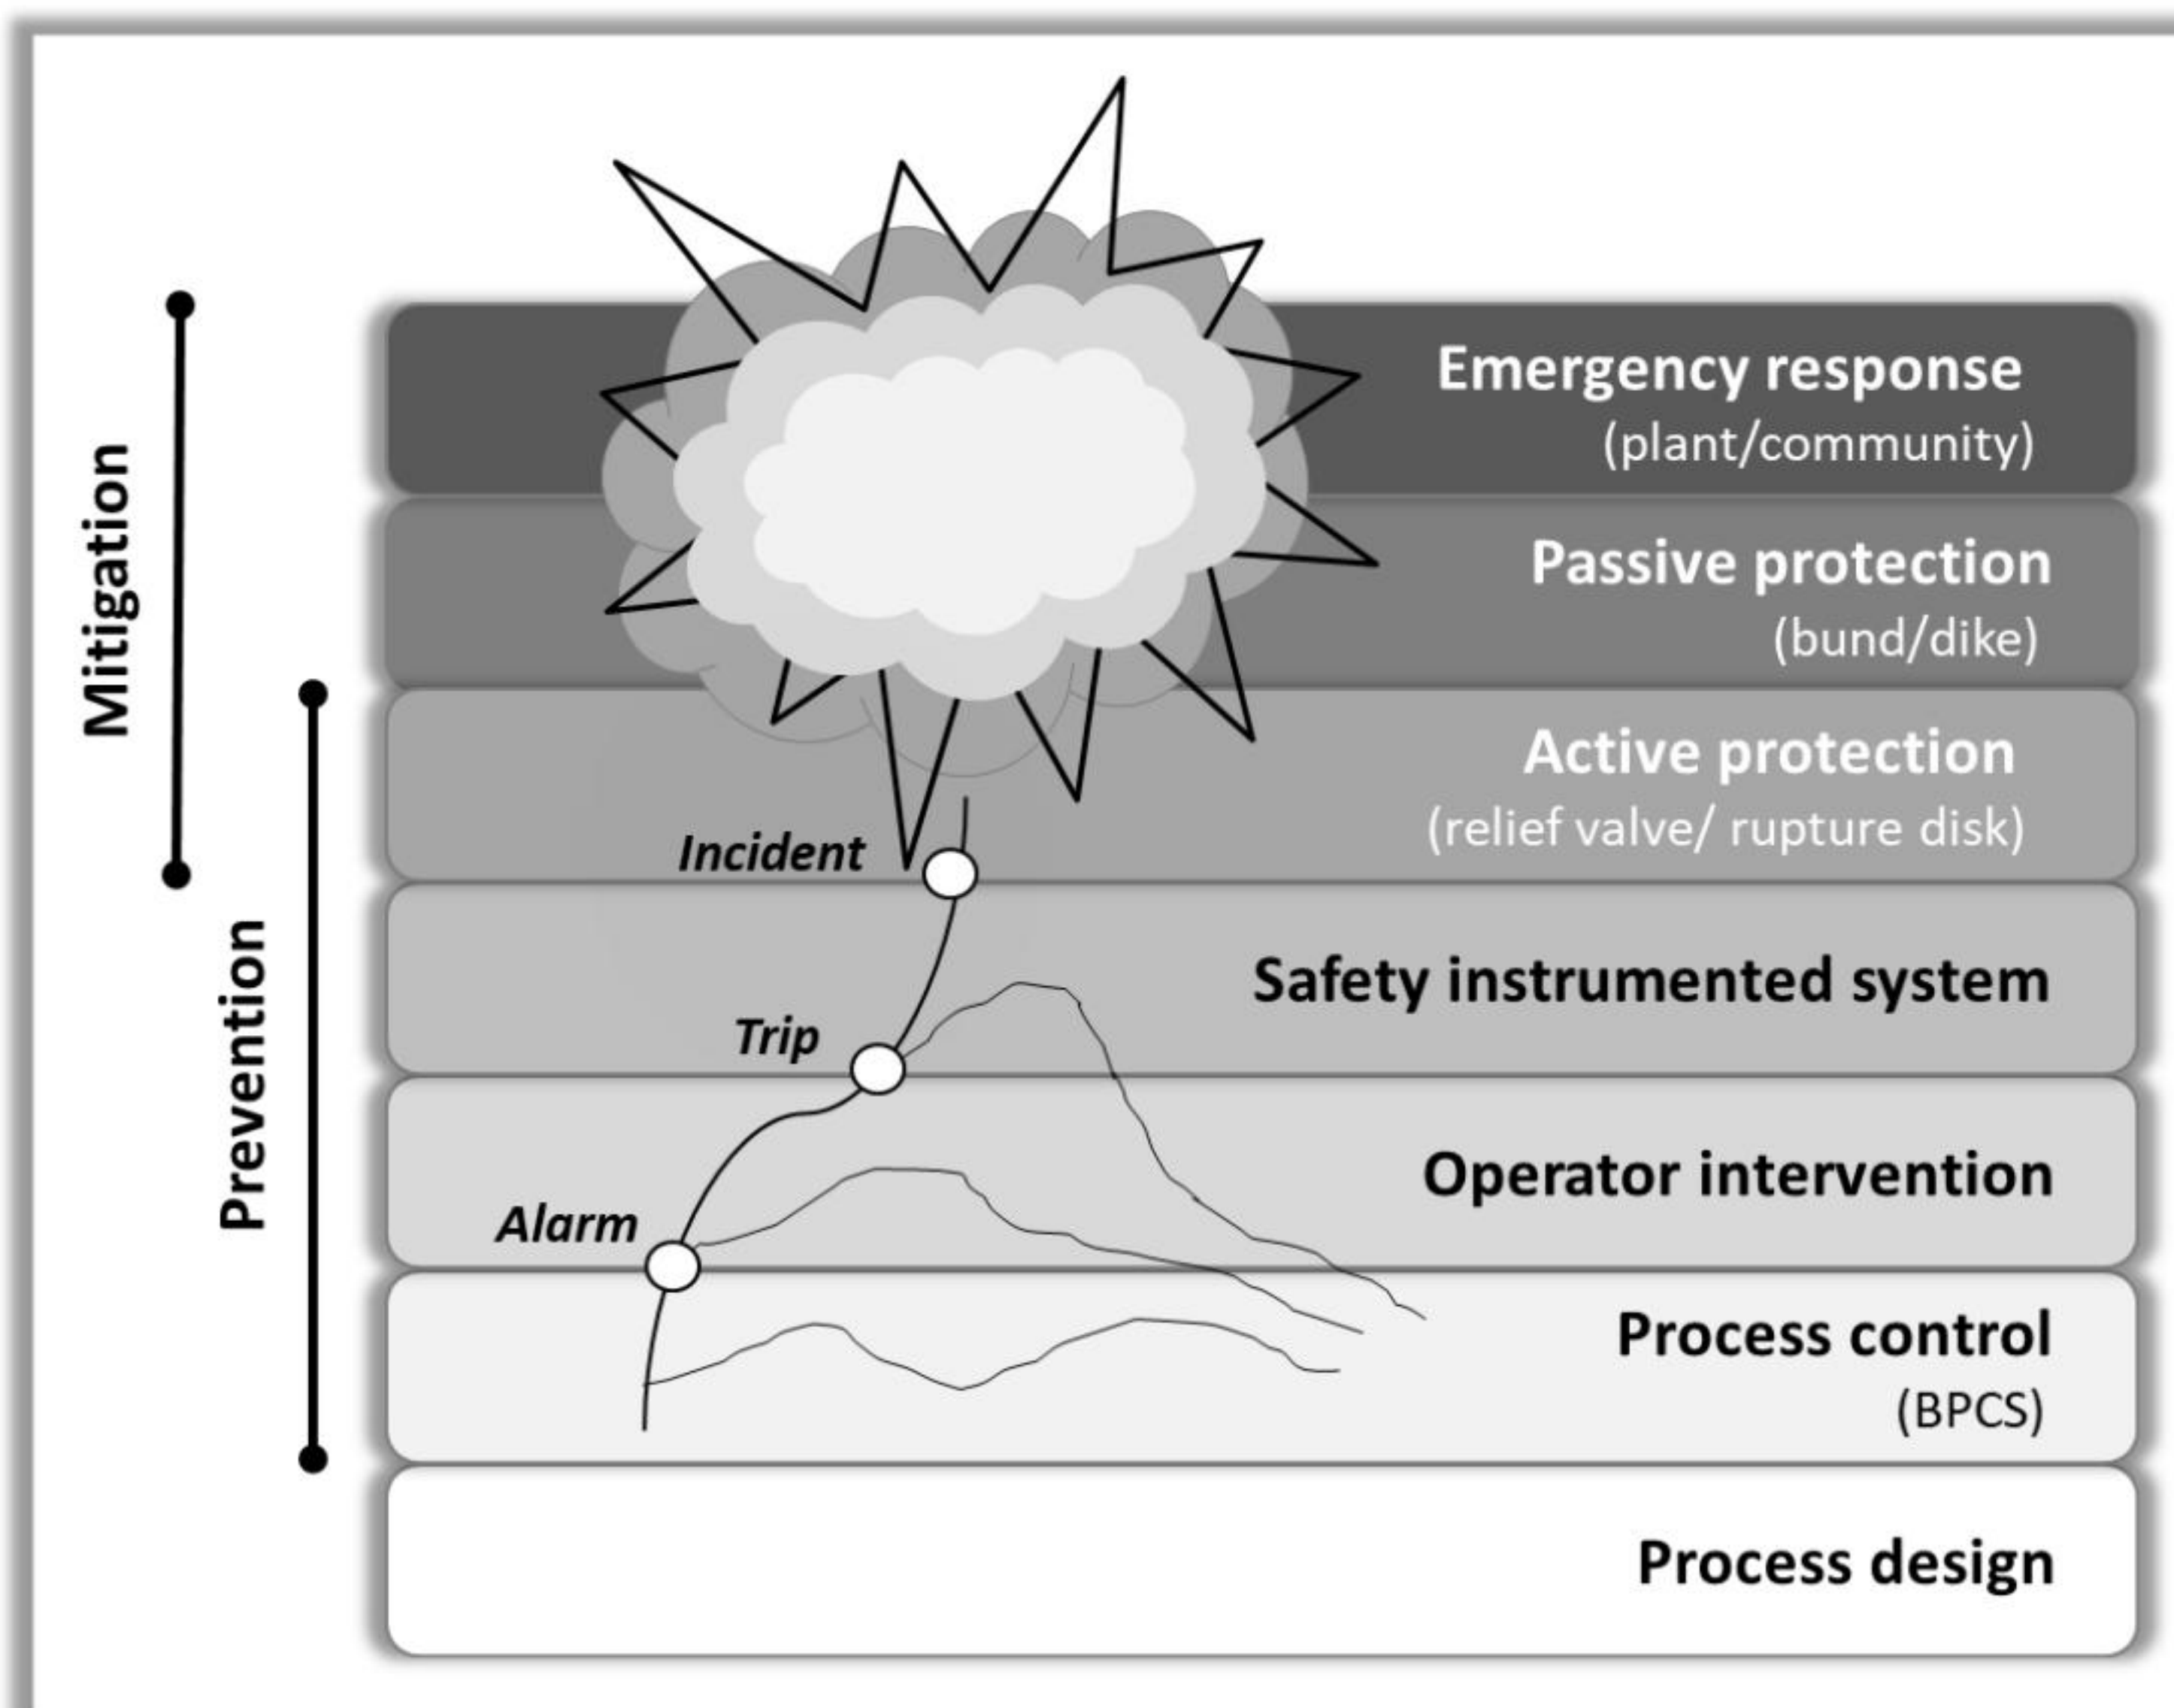 Emergency response
(plant/community)
Passive protection
(bund/dike)
Active protection
(relief valve/ rupture disk)
Safety instrumented system
Operator intervention
Process control
(BPCS)
Process design
Mitigation
Prevention
Incident
Trip
Alarm